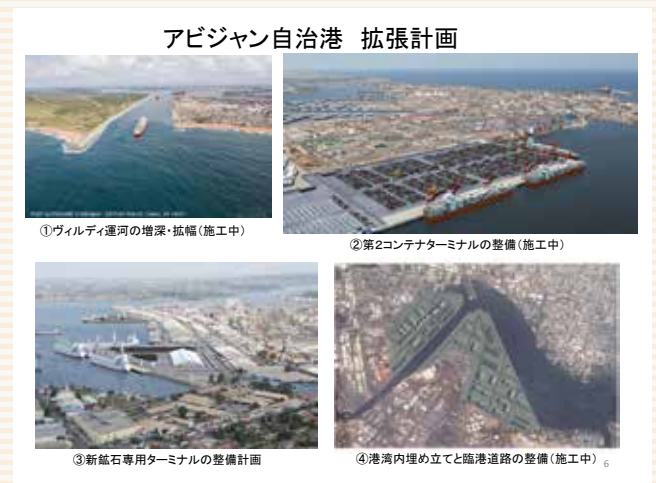 アビジャン自治港 拡張計画
①ヴィルディ運河の増深・拡幅(施工中)
②第2コンテナターミナルの整備(施工中)
③新鉱石専用ターミナルの整備計画
④港湾内埋め立てと臨港道路の整備(施工中)
6